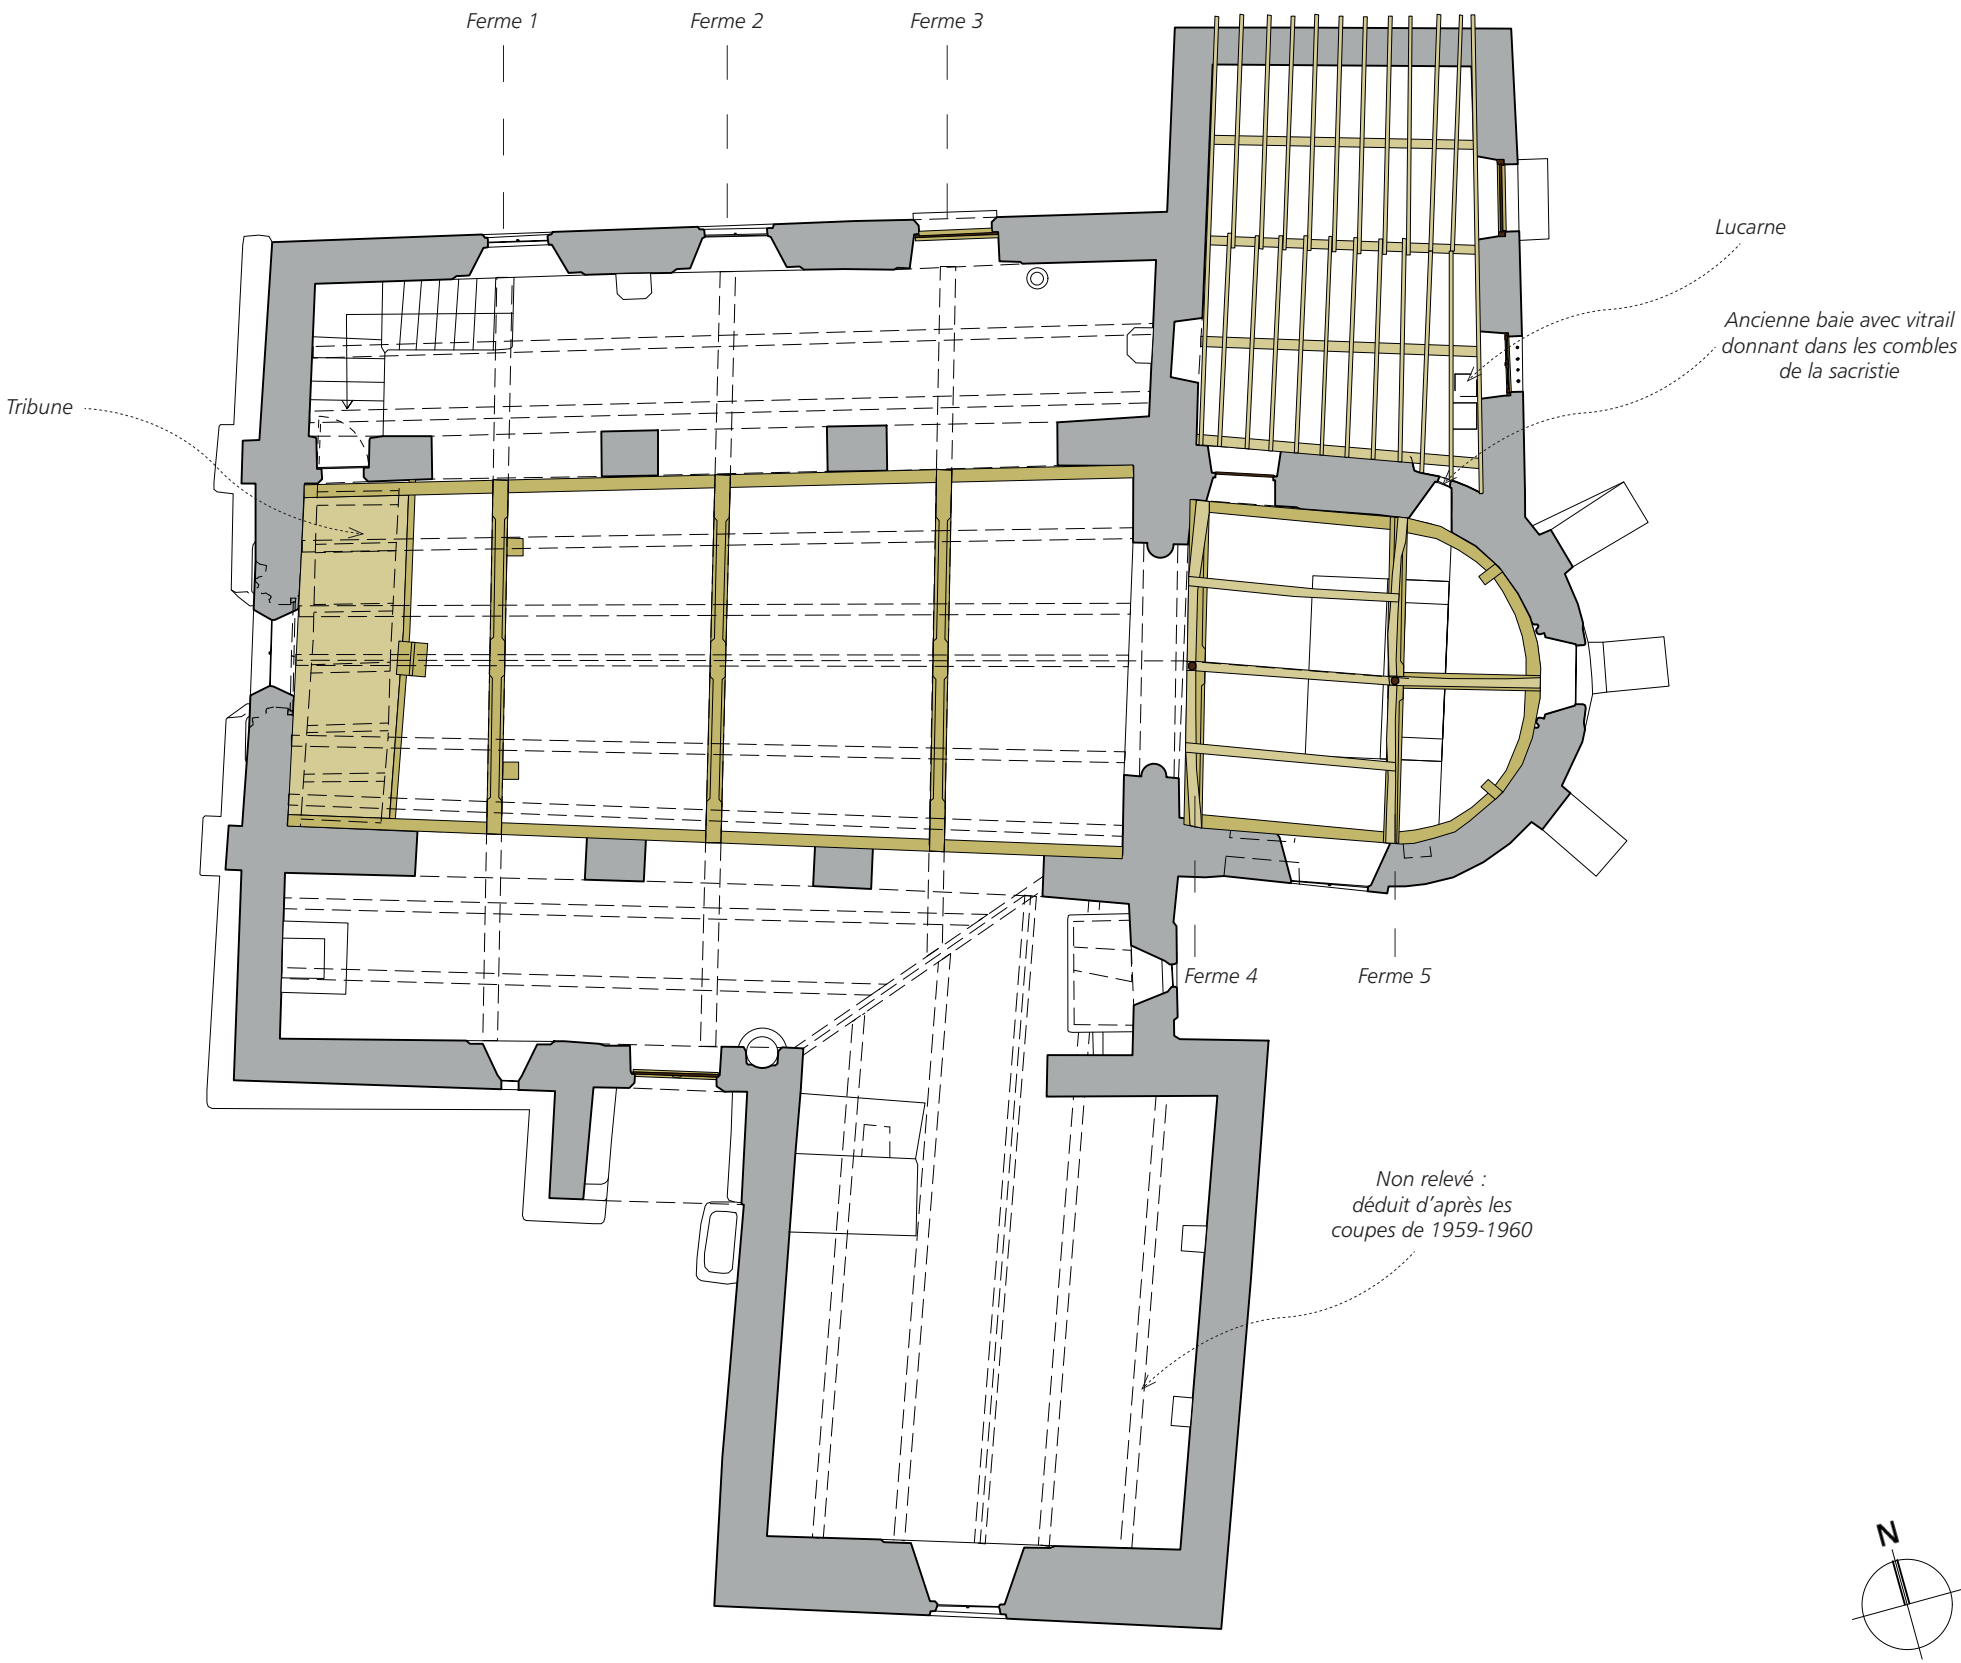 Ferme 1
Ferme 2
Ferme 3
Lucarne
Ancienne baie avec vitrail
donnant dans les combles
de la sacristie
Tribune
Ferme 4
Ferme 5
Non relevé :
déduit d’après les
coupes de 1959-1960
N